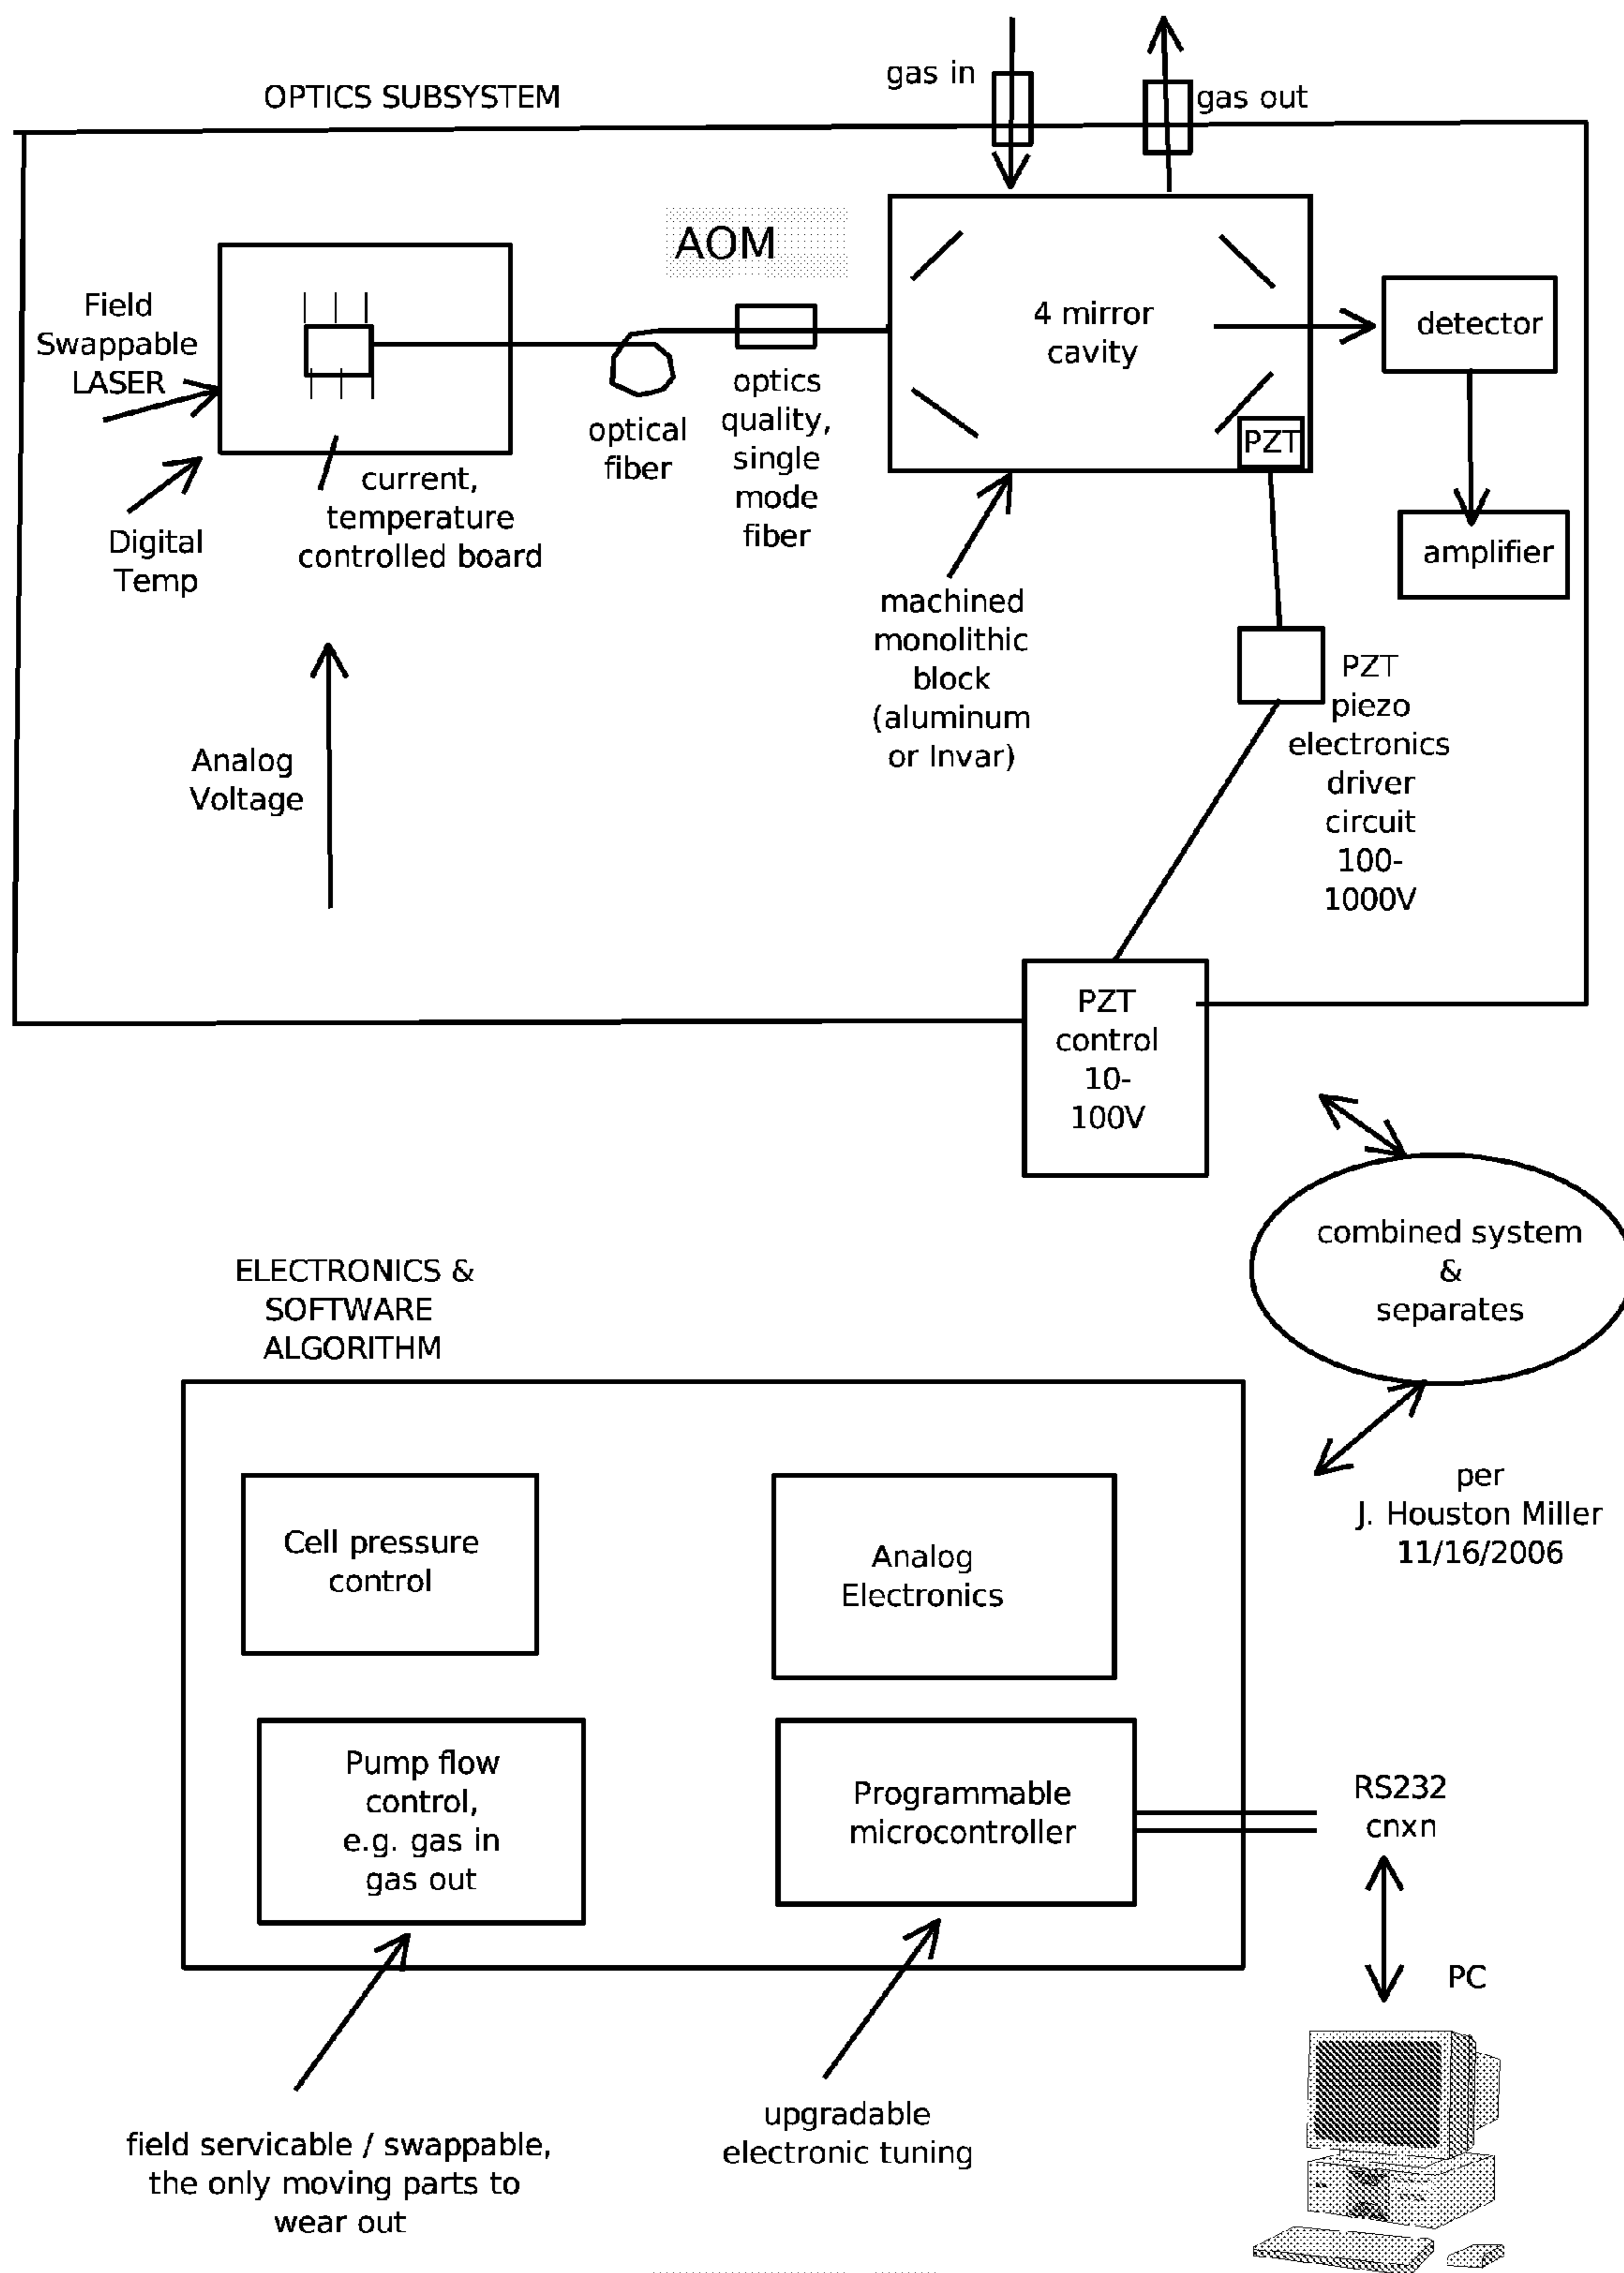 OPTICS SUBSYSTEM
gas in
gas out
AOM
Field
Swappable
LASER
4 mirror
cavity
detector
optical
fiber
optics
quality,
single
mode
fiber
PZT
current,
temperature
controlled board
Digital
Temp
amplifier
machined
monolithic
block
(aluminum
or Invar)
PZT
piezo
electronics
driver
circuit
100-
1000V
Analog
Voltage
PZT
control
10-
100V
combined system
&
separates
ELECTRONICS &
SOFTWARE
ALGORITHM
per
J. Houston Miller
11/16/2006
Cell pressure
control
Analog
Electronics
Pump flow
control,
e.g. gas in
gas out
Programmable
microcontroller
RS232
cnxn
PC
field servicable / swappable,
the only moving parts to
wear out
upgradable
electronic tuning